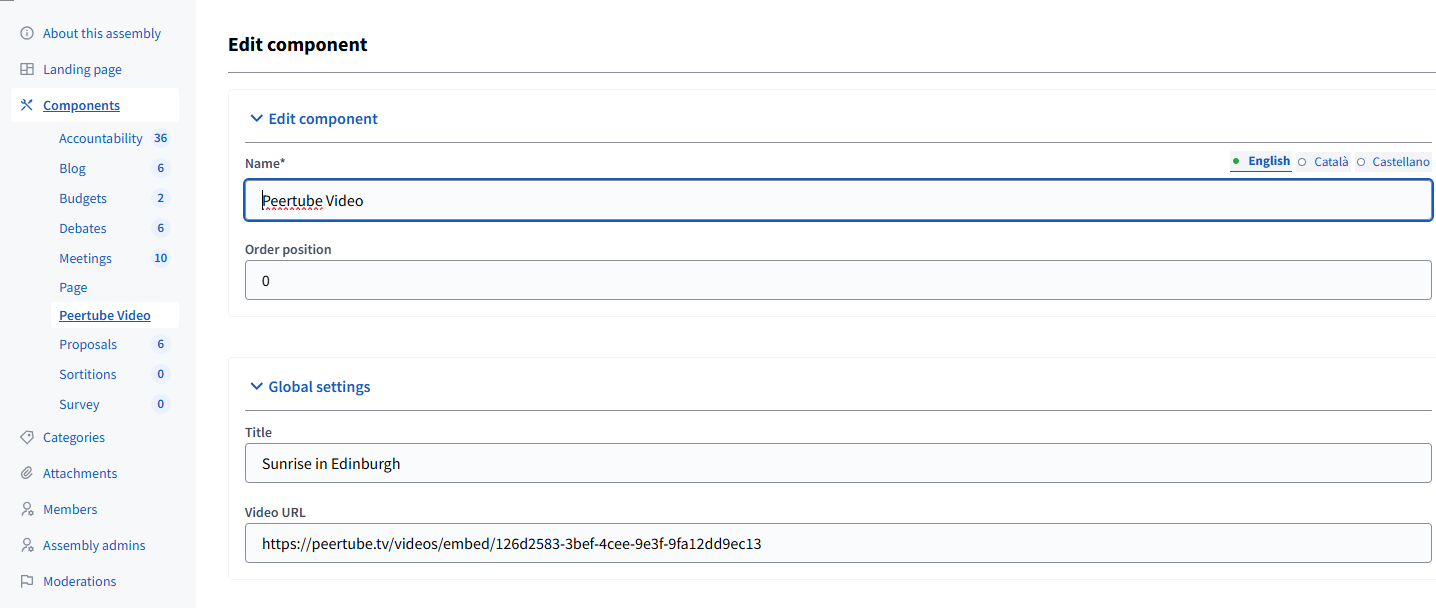 About this assembly
Landing page
Components
Accountability 36
Blog 6
Budgets 2
Debates 6
Meetings 10
Page
Peertube Video
Proposals 6
Sortitions 0
Survey 0
Categories
Attachments
Members
Assembly admins
Moderations
Edit component
Edit component
Name*
English Català Castellano
Peertube Video
Order position
0
Global settings
Title
Sunrise in Edinburgh
Video URL
https://peertube.tv/videos/embed/126d2583-3bef-4cee-9e3f-9fa12dd9ec13